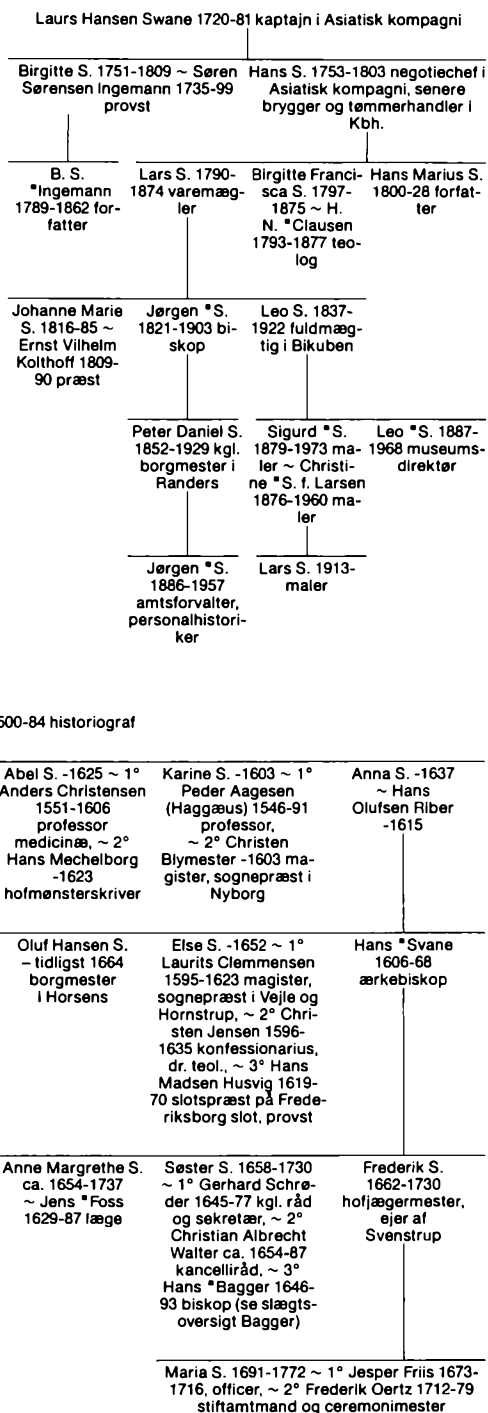 Laurs Hansen Swane 1720-81 kaptajn i Asiatisk kompagni
Birgitte S. 1751-1809 ~ Søren
Sørensen Ingemann 1735-99
provst
Hans S. 1753-1803 negotiechef i
Asiatisk kompagni, senere
brygger og tømmerhandler i
Kbh.
B. S.
*Ingemann
1789-1862 for-
fatter
Lars S. 1790-
1874 varemæg-
ler
Birgitte Franci-
sca S. 1797-
1875 ~ H.
N. *Clausen
1793-1877 teo-
log
Hans Marius S.
1800-28 forfat-
ter
Johanne Marie
S. 1816-85 ~
Ernst Vilhelm
Kolthoff 1809-
90 præst
Jørgen *S.
1821-1903 bi-
skop
Leo S. 1837-
1922 fuldmæg-
tig i Bikuben
Peter Daniel S.
1852-1929 kgl.
borgmester i
Randers
Sigurd *S.
1879-1973 ma-
ler ~ Christi-
ne *S. f. Larsen
1876-1960 ma-
ler
Leo *S. 1887-
1968 museums-
direktør
Jørgen *S.
1886-1957
amtsforvalter,
personalhistori-
ker
Lars S. 1913-
maler
500-84 historiograf
Abel S. -1625 ~ 1°
Anders Christensen
1551-1606
professor
medicinæ, ~ 2°
Hans Mechelborg
-1623
hofmønsterskriver
Karine S. -1603 ~ 1°
Peder Aagesen
(Haggæus) 1546-91
professor,
~ 2° Christen
Blymester -1603 ma-
gister, sognepræst i
Nyborg
Anna S. -1637
~ Hans
Olufsen Riber
-1615
Oluf Hansen S.
– tidligst 1664
borgmester
i Horsens
Else S. -1652 ~ 1°
Laurits Clemmensen
1595-1623 magister,
sognepræst i Vejle og
Hornstrup, ~ 2° Chri-
sten Jensen 1596-
1635 konfessionarius,
dr. teol., ~ 3° Hans
Madsen Husvig 1619-
70 slotspræst på Frede-
riksborg slot, provst
Hans *Svane
1606-68
ærkebiskop
Anne Margrethe S.
ca. 1654-1737
~ Jens *Foss
1629-87 læge
Søster S. 1658-1730
~ 1° Gerhard Schrø-
der 1645-77 kgl. råd
og sekretær, ~ 2°
Christian Albrecht
Walter ca. 1654-87
kancelliråd, ~ 3°
Hans *Bagger 1646-
93 biskop (se slægts-
oversigt Bagger)
Frederik S.
1662-1730
hofjægermester,
ejer af
Svenstrup
Maria S. 1691-1772 ~ 1° Jesper Friis 1673-
1716, officer, ~ 2° Frederik Oertz 1712-79
stiftamtmand og ceremonimester